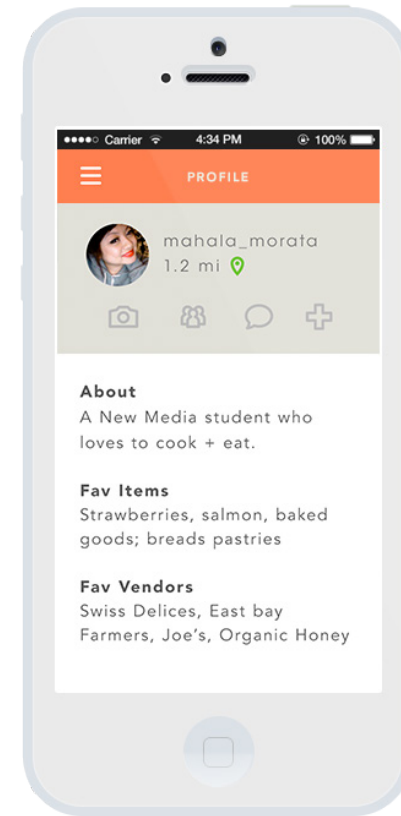 Carrier 4:34 PM 100%
PROFILE
mahala_morata
1.2 mi
About
A New Media student who
loves to cook + eat.
Fav Items
Strawberries, salmon, baked
goods; breads pastries
Fav Vendors
Swiss Delices, East bay
Farmers, Joe's, Organic Honey